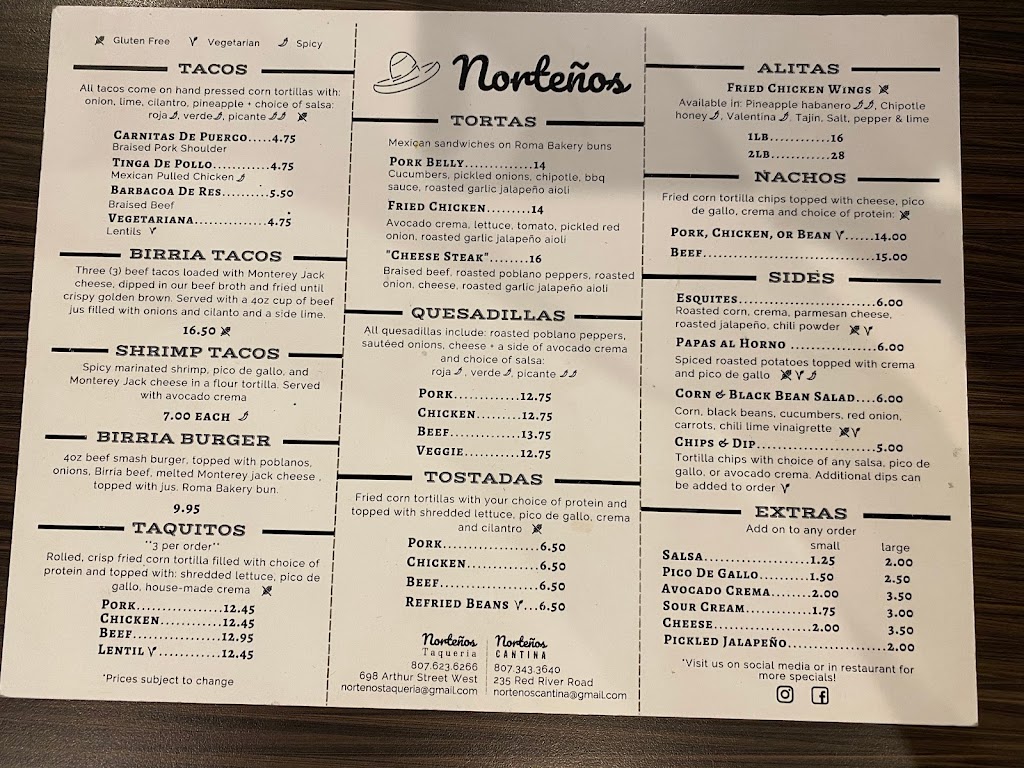 Gluten Free Vegetarian Spicy
TACOS
All tacos come on hand pressed corn tortillas with:
onion, lime, cilantro, pineapple + choice of salsa:
roja, verde, picante
CARNITAS DE PUERCO.....4.75
Braised Pork Shoulder
TINGA DE POLLO............4.75
Mexican Pulled Chicken
BARBACOA DE RES..........5.50
Braised Beef
VEGETARIANA..............4.75
Lentils
BIRRIA TACOS
Three (3) beef tacos loaded with Monterey Jack
cheese, dipped in our beef broth and fried until
crispy golden brown. Served with a 4oz cup of beef
jus filled with onions and cilanto and a side lime.
16.50
SHRIMP TACOS
Spicy marinated shrimp, pico de gallo, and
Monterey Jack cheese in a flour tortilla. Served
with avocado crema
7.00 EACH
BIRRIA BURGER
4oz beef smash burger, topped with poblanos,
onions, Birria beef, melted Monterey jack cheese ,
topped with jus. Roma Bakery bun.
9.95
TAQUITOS
**3 per order**
Rolled, crisp fried corn tortilla filled with choice of
protein and topped with: shredded lettuce, pico de
gallo, house-made crema
PORK................12.45
CHICKEN.............12.45
BEEF................12.95
LENTIL.............12.45
*Prices subject to change
Norteños
TORTAS
Mexican sandwiches on Roma Bakery buns
PORK BELLY................14
Cucumbers, pickled onions, chipotle, bbq
sauce, roasted garlic jalapeño aioli
FRIED CHICKEN.........14
Avocado crema, lettuce, tomato, pickled red
onion, roasted garlic jalapeño aioli
"CHEESE STEAK"........16
Braised beef, roasted poblano peppers, roasted
onion, cheese, roasted garlic jalapeño aioli
QUESADILLAS
All quesadillas include: roasted poblano peppers,
sautéed onions, cheese + a side of avocado crema
and choice of salsa:
roja , verde , picante
PORK.............12.75
CHICKEN..........12.75
BEEF..............13.75
VEGGIE............12.75
TOSTADAS
Fried corn tortillas with your choice of protein and
topped with shredded lettuce, pico de gallo, crema
and cilantro
PORK..................6.50
CHICKEN..............6.50
BEEF..................6.50
REFRIED BEANS...6.50
Norteños
Taqueria
807.623.6266
698 Arthur Street West
nortenostaqueria@gmail.com
Norteños
CANTINA
807.343.3640
235 Red River Road
nortenoscantina@gmail.com
ALITAS
FRIED CHICKEN WINGS
Available in: Pineapple habanero, Chipotle
honey, Valentina, Tajin, Salt, pepper & lime
1LB............16
2LB............28
NACHOS
Fried corn tortilla chips topped with cheese, pico
de gallo, crema and choice of protein:
PORK, CHICKEN, OR BEAN......14.00
BEEF.............................15.00
SIDES
ESQUITES.......................6.00
Roasted corn, crema, parmesan cheese,
roasted jalapeño, chili powder
PAPAS AL HORNO ..............6.00
Spiced roasted potatoes topped with crema
and pico de gallo
CORN & BLACK BEAN SALAD....6.00
Corn, black beans, cucumbers, red onion,
carrots, chili lime vinaigrette
CHIPS & DIP.....................5.00
Tortilla chips with choice of any salsa, pico de
gallo, or avocado crema. Additional dips can
be added to order
EXTRAS
Add on to any order
small large
SALSA..................1.25 2.00
PICO DE GALLO.........1.50 2.50
AVOCADO CREMA.......2.00 3.50
SOUR CREAM...........1.75 3.00
CHEESE.................2.00 3.50
PICKLED JALAPEÑO..................2.00
*Visit us on social media or in restaurant for
more specials!